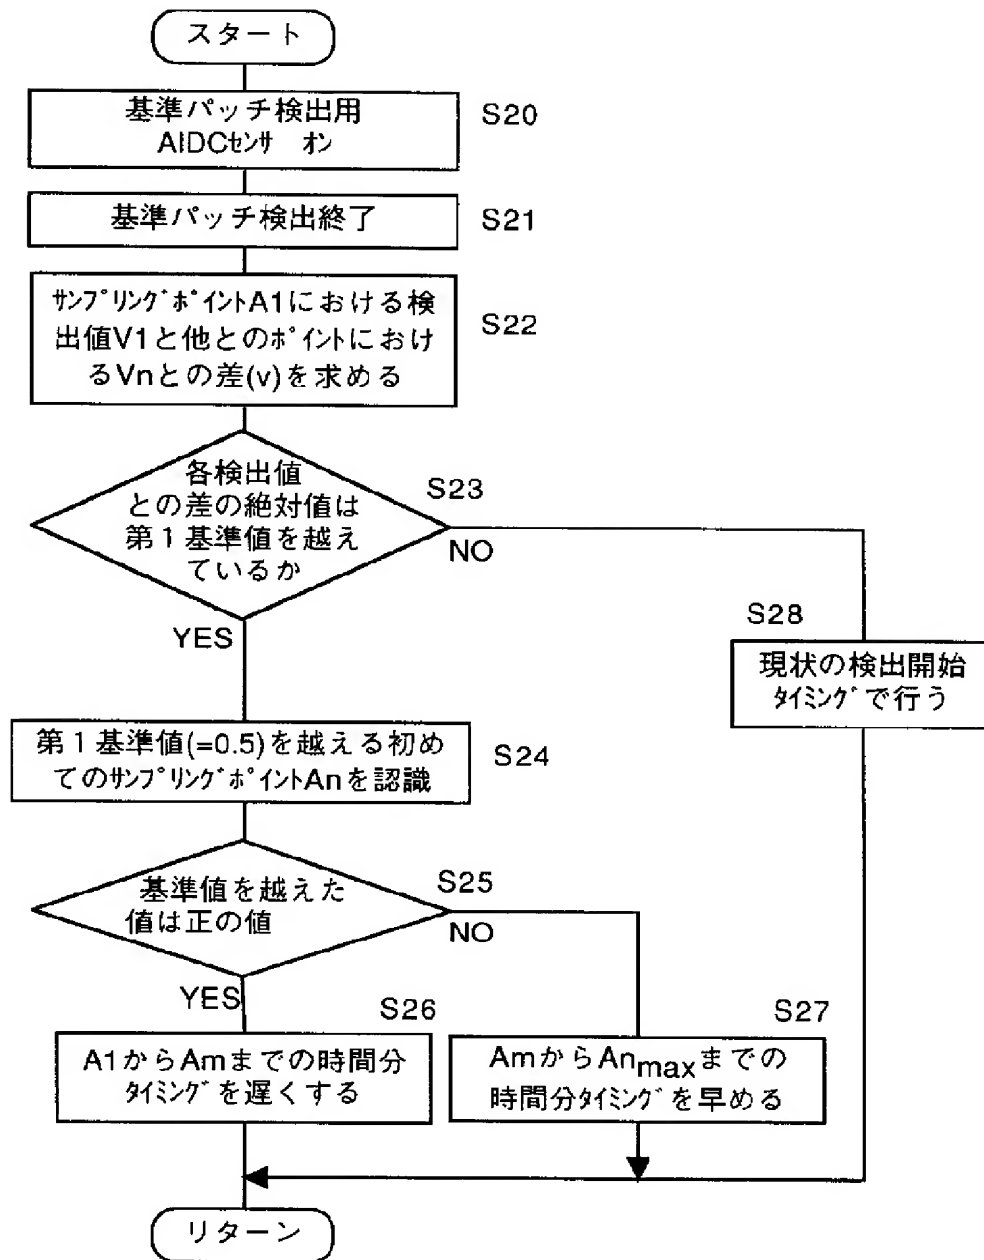 スタート
基準パッチ検出用
AIDCｾﾝｻ ｵﾝ
S20
基準パッチ検出終了
S21
ｻﾝﾌﾟﾘﾝｸﾞﾎﾟｲﾝﾄA1における検
出値V1と他とのﾎﾟｲﾝﾄにおけ
るVnとの差(v)を求める
S22
各検出値
との差の絶対値は
第1基準値を越え
ているか
S23
NO
YES
S28
現状の検出開始
ﾀｲﾐﾝｸﾞで行う
第1基準値(=0.5)を越える初め
てのｻﾝﾌﾟﾘﾝｸﾞﾎﾟｲﾝﾄAnを認識
S24
基準値を越えた
値は正の値
S25
NO
YES
S26
A1からAmまでの時間分
ﾀｲﾐﾝｸﾞを遅くする
S27
AmからAnmaxまでの
時間分ﾀｲﾐﾝｸﾞを早める
リターン